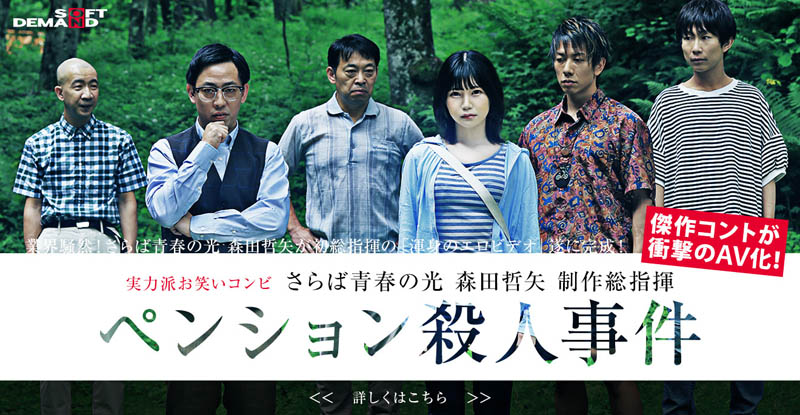 SOFT
DEMAND
業界騒然！さらば青春の光 森田哲矢が初総指揮の「渾身のエロビデオ」遂に完成！
傑作コントが
衝撃のAV化！
実力派お笑いコンビ さらば青春の光 森田哲矢 制作総指揮
ペンション殺人事件
<< 詳しくはこちら >>